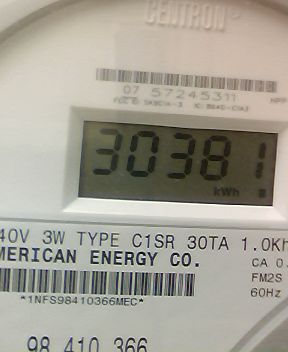 CENTRON®
07 57245311
30381
kWh
40V 3W TYPE C1SR 30TA 1.0Kh
MERICAN ENERGY CO.
CA 0.
FM2S
60Hz
*1NFS98410366MEC*
98 410 366